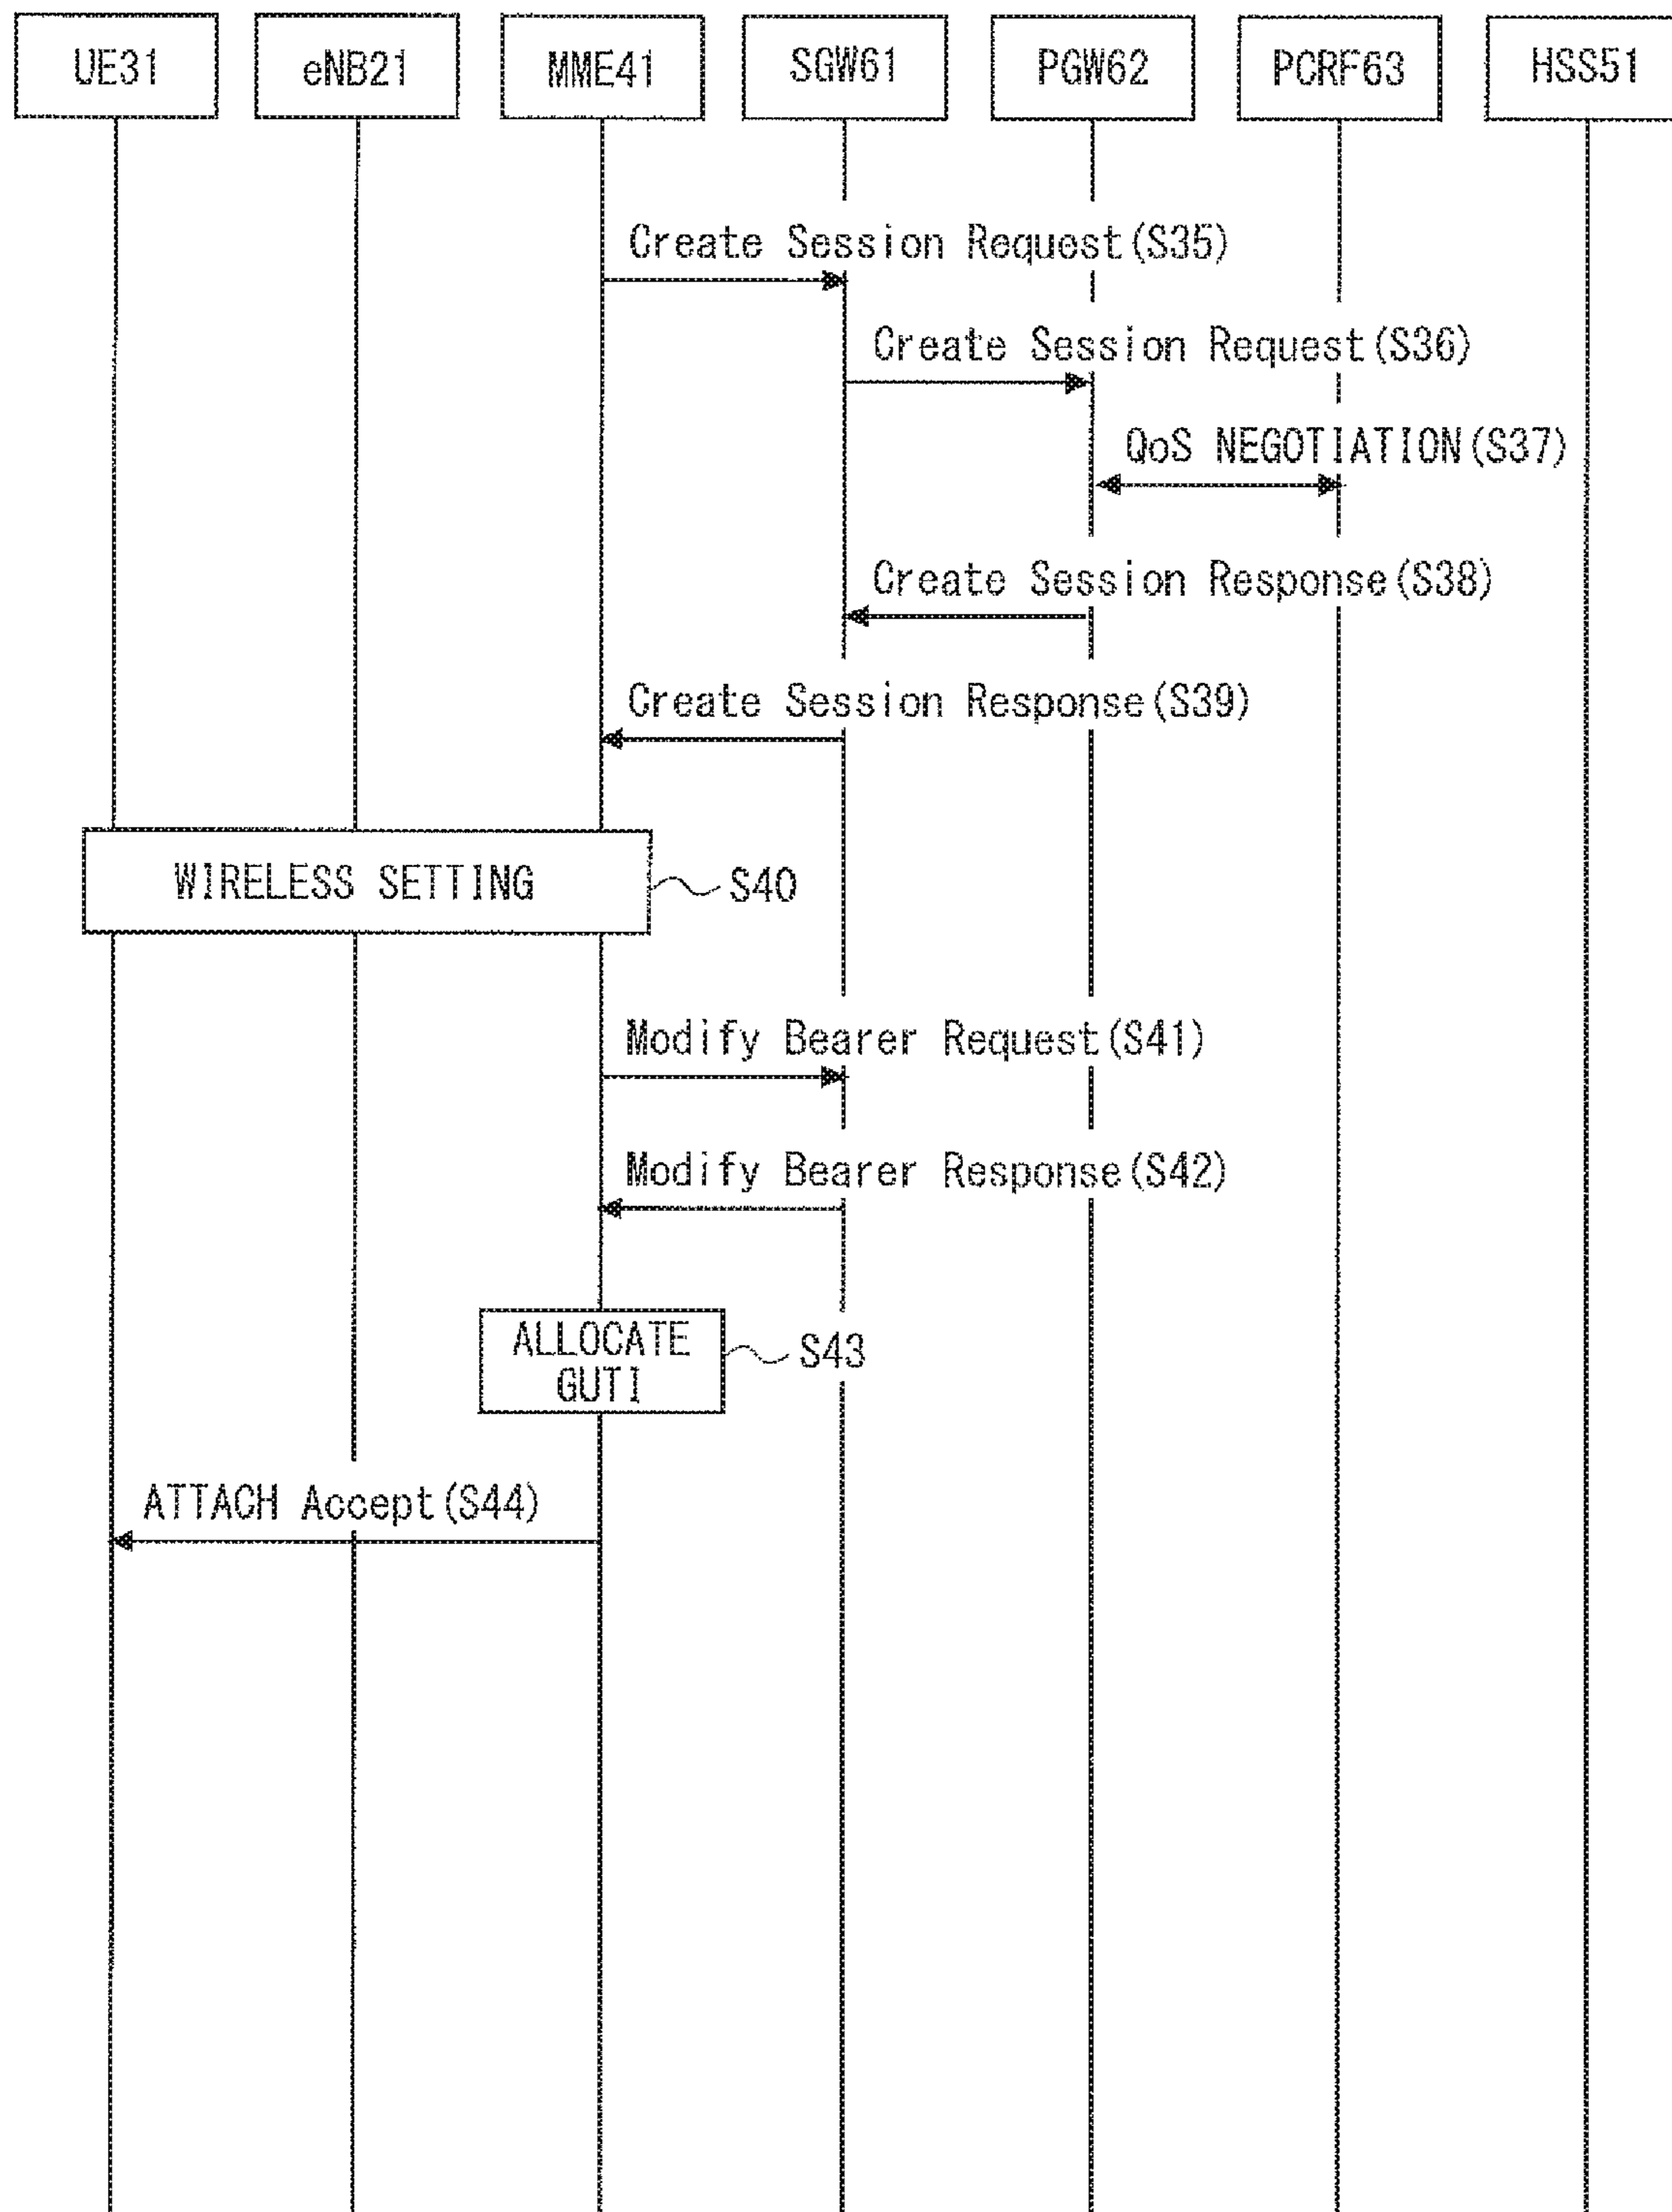 UE31
eNB21
MME41
SGW61
PGW62
PCRF63
HSS51
Create Session Request(S35)
Create Session Request(S36)
QoS NEGOTIATION(S37)
Create Session Response(S38)
Create Session Response(S39)
WIRELESS SETTING
S40
Modify Bearer Request(S41)
Modify Bearer Response(S42)
ALLOCATE
GUTI
S43
ATTACH Accept(S44)